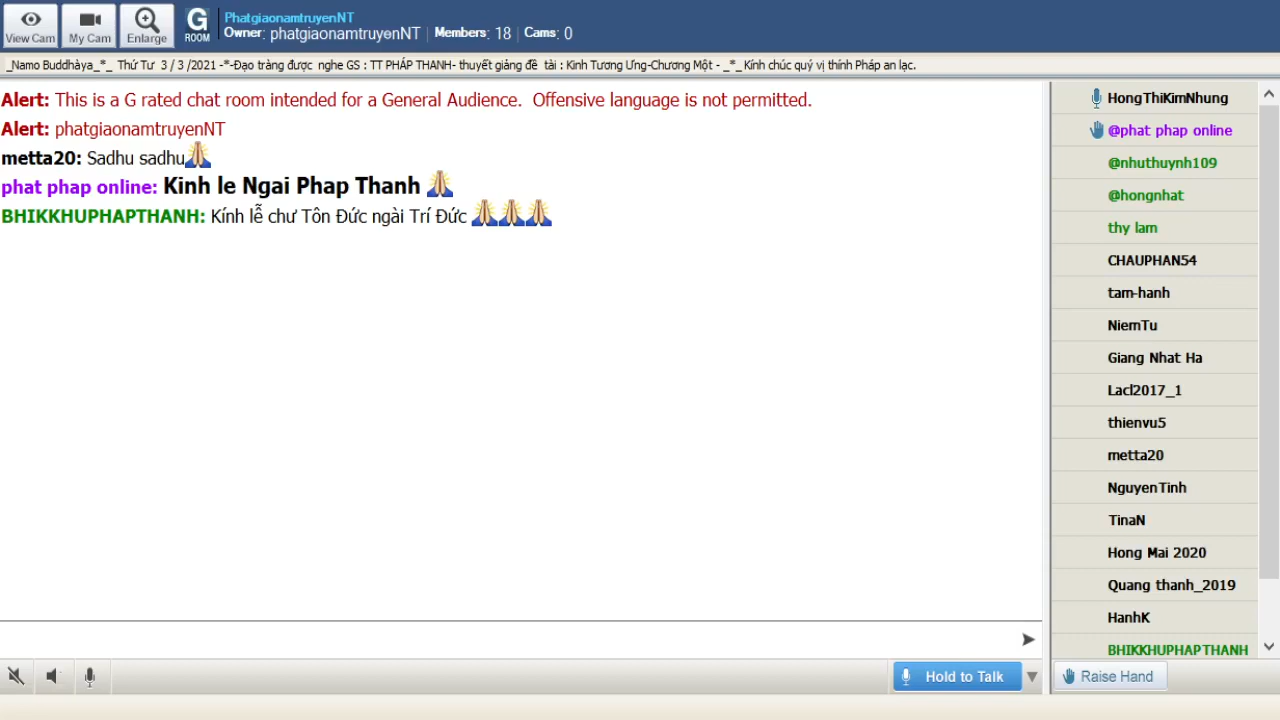 PhatgiaonamtruyenNT
Owner: phatgiaonamtruyenNT | Members: 18 | Cams: 0
View Cam
My Cam
Enlarge
G
ROOM
_Namo Buddhàya_*_ Thứ Tư 3 / 3 /2021 -*-Đạo tràng được nghe GS : TT PHÁP THANH- thuyết giảng đề tài : Kinh Tương Ưng-Chương Một - _*_ Kính chúc quý vị thính Pháp an lạc.
Alert: This is a G rated chat room intended for a General Audience. Offensive language is not permitted.
Alert: phatgiaonamtruyenNT
metta20: Sadhu sadhu🙏
phat phap online: Kinh le Ngai Phap Thanh 🙏
BHIKKHUPHAPTHANH: Kính lễ chư Tôn Đức ngài Trí Đức 🙏🙏🙏
HongThiKimNhung
@phat phap online
@nhuthuynh109
@hongnhat
thy lam
CHAUPHAN54
tam-hanh
NiemTu
Giang Nhat Ha
Lacl2017_1
thienvu5
metta20
NguyenTinh
TinaN
Hong Mai 2020
Quang thanh_2019
HanhK
BHIKKHUPHAPTHANH
Hold to Talk
Raise Hand